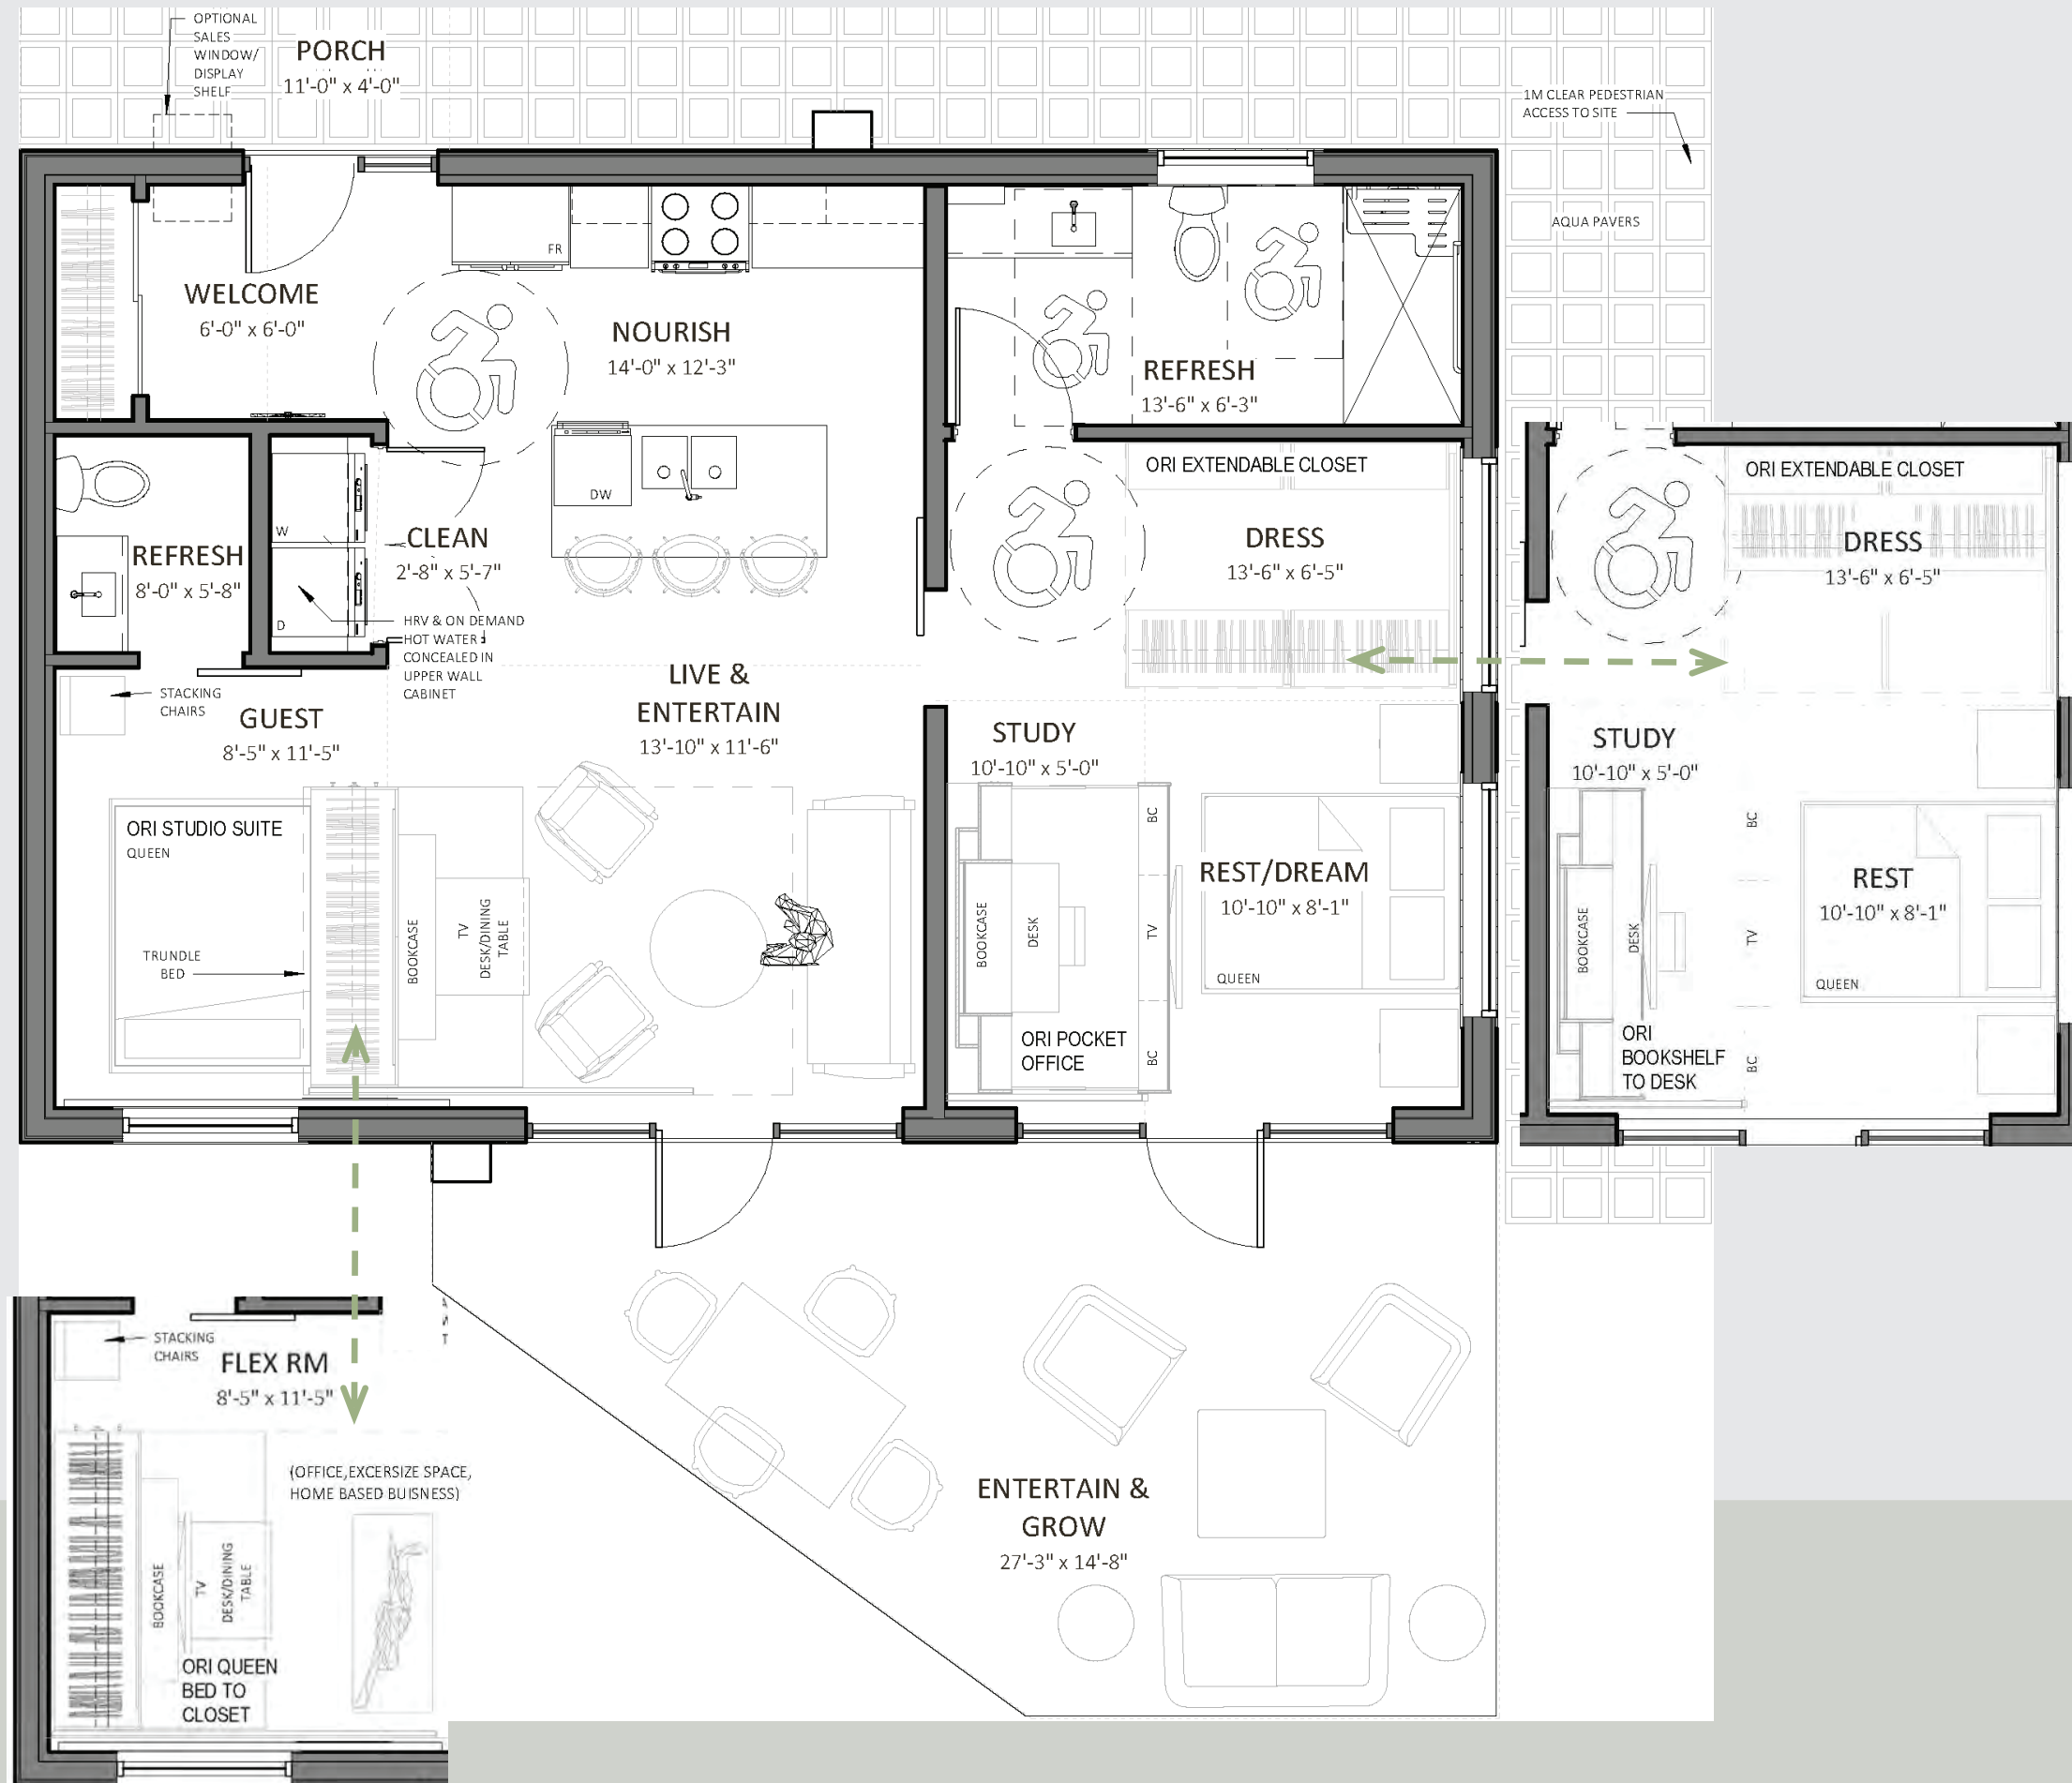 OPTIONAL
SALES
WINDOW/
DISPLAY
SHELF
PORCH
11'-0" x 4'-0"
1M CLEAR PEDESTRIAN
ACCESS TO SITE
AQUA PAVERS
WELCOME
6'-0" x 6'-0"
FR
NOURISH
14'-0" x 12'-3"
REFRESH
13'-6" x 6'-3"
REFRESH
8'-0" x 5'-8"
W
D
CLEAN
2'-8" x 5'-7"
HRV & ON DEMAND
HOT WATER
CONCEALED IN
UPPER WALL
CABINET
DW
ORI EXTENDABLE CLOSET
DRESS
13'-6" x 6'-5"
ORI EXTENDABLE CLOSET
DRESS
13'-6" x 6'-5"
STACKING
CHAIRS
GUEST
8'-5" x 11'-5"
LIVE &
ENTERTAIN
13'-10" x 11'-6"
STUDY
10'-10" x 5'-0"
STUDY
10'-10" x 5'-0"
ORI STUDIO SUITE
QUEEN
TRUNDLE
BED
BOOKCASE
TV
DESK/DINING
TABLE
BOOKCASE
DESK
BC
TV
BC
ORI POCKET
OFFICE
REST/DREAM
10'-10" x 8'-1"
QUEEN
BOOKCASE
DESK
BC
TV
BC
ORI
BOOKSHELF
TO DESK
REST
10'-10" x 8'-1"
QUEEN
STACKING
CHAIRS
FLEX RM
8'-5" x 11'-5"
(OFFICE,EXCERSIZE SPACE,
HOME BASED BUISNESS)
BOOKCASE
TV
DESK/DINING
TABLE
ORI QUEEN
BED TO
CLOSET
ENTERTAIN &
GROW
27'-3" x 14'-8"